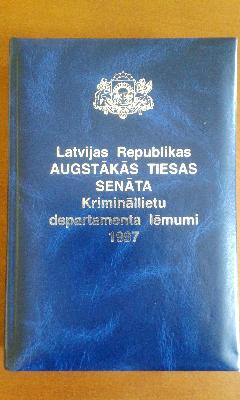 Latvijas Republikas
AUGSTĀKĀS TIESAS
SENĀTA
Krimināllietu
departamenta lēmumi
1997